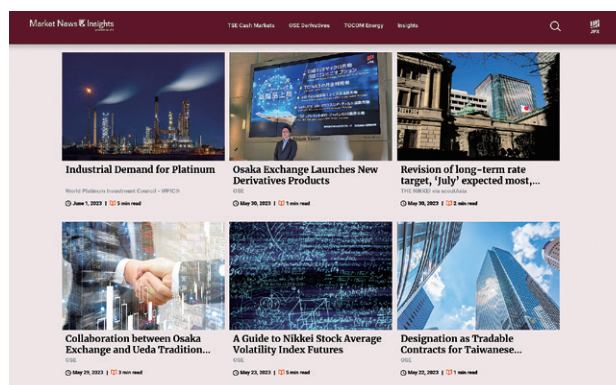 Market News & Insights
TSE Cash Markets OSE Derivatives TOCOM Energy Insights
JPX
Industrial Demand for Platinum
World Platinum Investment Council - WPIC®
June 1, 2023 | 5 min read
Osaka Exchange Launches New
Derivatives Products
OSE
May 30, 2023 | 1 min read
Revision of long-term rate
target, ‘July’ expected most,...
THE NIKKEI via scoutAsia
May 30, 2023 | 2 min read
Collaboration between Osaka
Exchange and Ueda Tradition...
OSE
May 29, 2023 | 3 min read
A Guide to Nikkei Stock Average
Volatility Index Futures
OSE
May 23, 2023 | 5 min read
Designation as Tradable
Contracts for Taiwanese...
OSE
May 22, 2023 | 1 min read